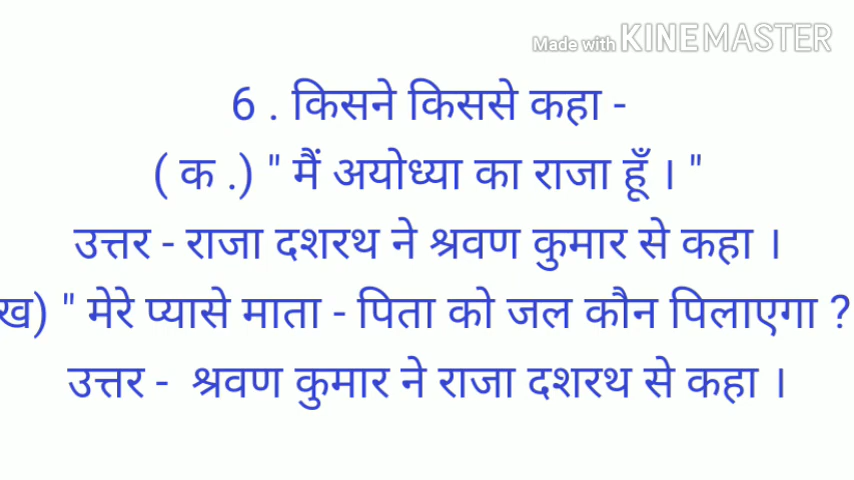 Made with KINEMASTER
6 . किसने किससे कहा -
( क .) " मैं अयोध्या का राजा हूँ । "
उत्तर - राजा दशरथ ने श्रवण कुमार से कहा ।
ख) " मेरे प्यासे माता - पिता को जल कौन पिलाएगा ?
उत्तर - श्रवण कुमार ने राजा दशरथ से कहा ।